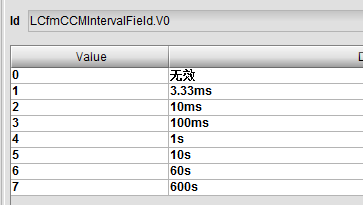 Id LCfmCCMIntervalField.V0
Value D
0 无效
1 3.33ms
2 10ms
3 100ms
4 1s
5 10s
6 60s
7 600s